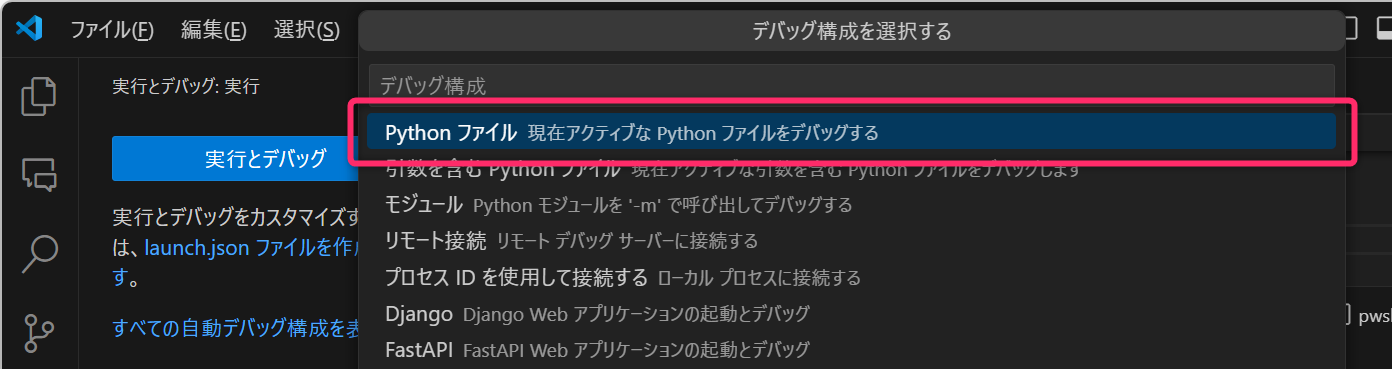 ファイル(F) 編集(E) 選択(S)
デバッグ構成を選択する
実行とデバッグ: 実行
デバッグ構成
Python ファイル 現在アクティブな Python ファイルをデバッグする
実行とデバッグ
引数を含む Python ファイル 現在アクティブな引数を含む Python ファイルをデバッグします
モジュール Python モジュールを '-m' で呼び出してデバッグする
実行とデバッグをカスタマイズす
リモート接続 リモート デバッグ サーバーに接続する
は、launch.json ファイルを作
プロセス ID を使用して接続する ローカル プロセスに接続する
す。
Django Django Web アプリケーションの起動とデバッグ
すべての自動デバッグ構成を表
pws
FastAPI FastAPI Web アプリケーションの起動とデバッグ